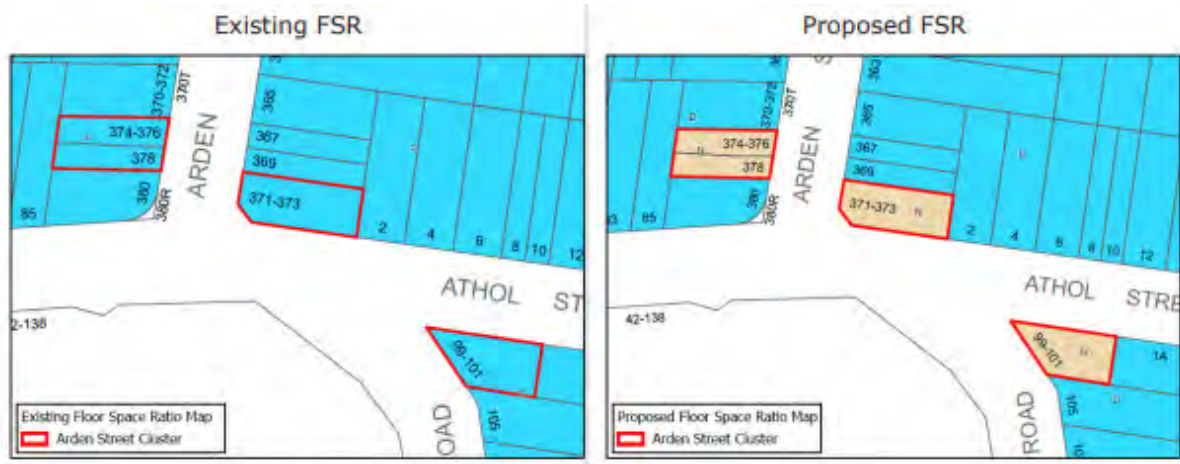 Existing FSR
370-372
370T
365
374-376
367
378
369
ARDEN
371-373
380
380R
85
2
4
6
8
10
12
ATHOL ST
2-138
99-101
105
OAD
Existing Floor Space Ratio Map
Arden Street Cluster
Proposed FSR
363
370-372
370T
365
374-376
367
378
369
ARDEN
371-373
380
380R
85
2
4
6
8
10
12
ATHOL STRE
42-138
99-101
1A
105
ROAD
Proposed Floor Space Ratio Map
Arden Street Cluster